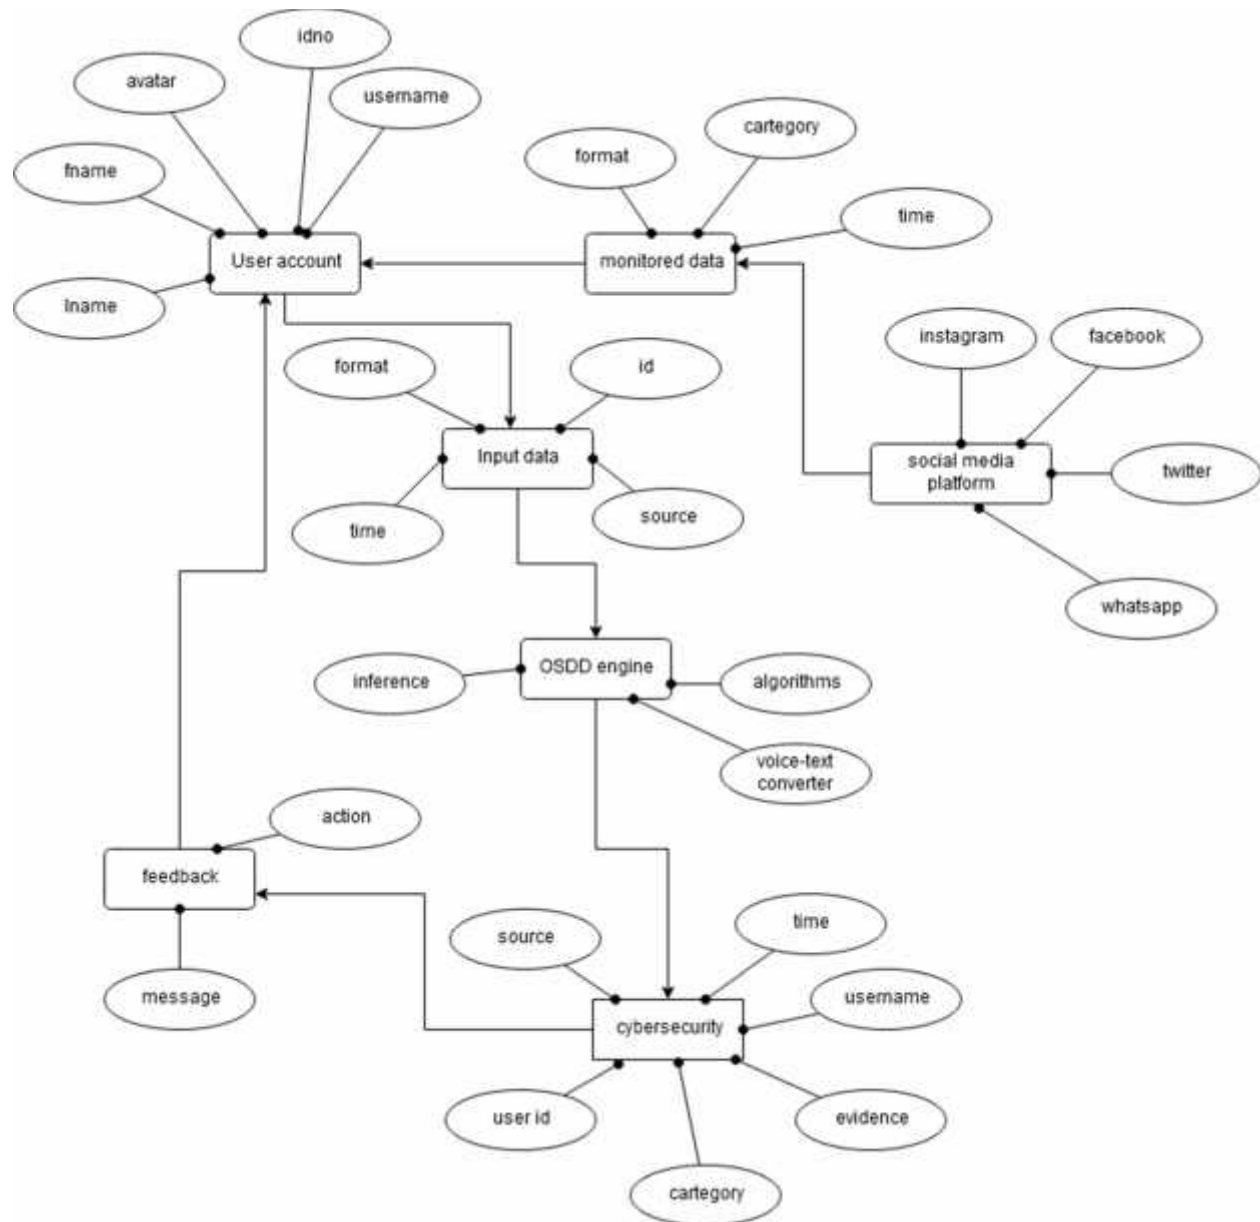 idno
avatar
username
cartegory
format
fname
time
User account
monitored data
lname
instagram
facebook
format
id
Input data
social media
platform
twitter
time
source
whatsapp
inference
OSDD engine
algorithms
voice-text
converter
action
feedback
source
time
message
username
cybersecurity
user id
evidence
cartegory